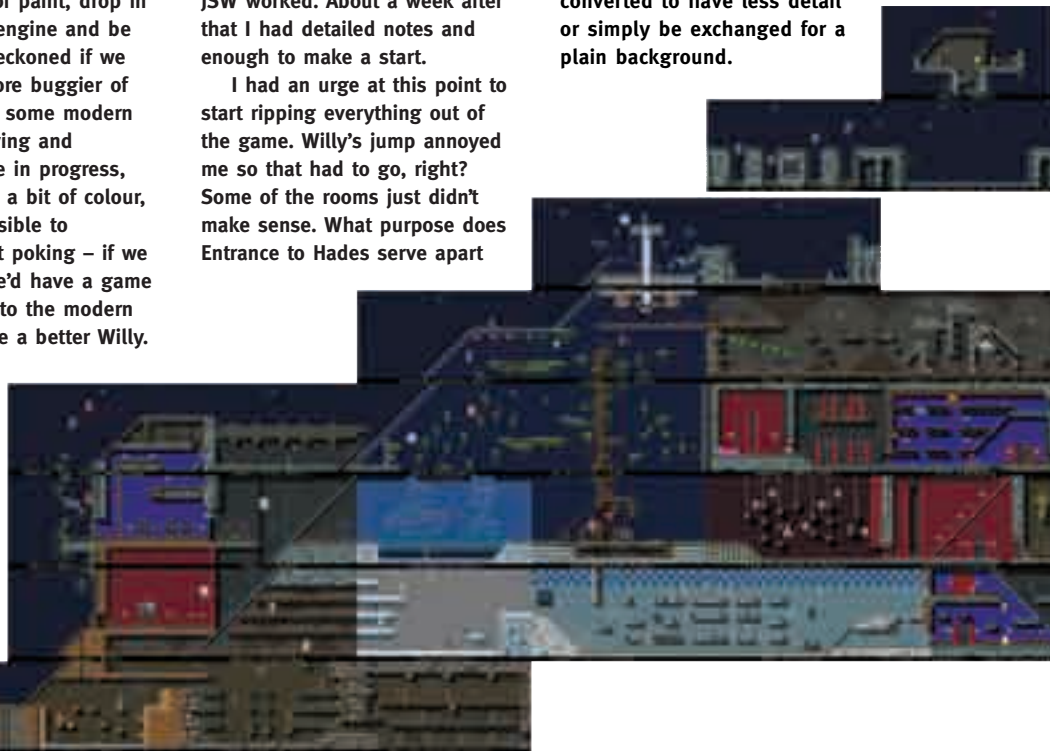 of paint, drop in
engine and be
eckoned if we
ore buggier of
some modern
ing and
e in progress,
a bit of colour,
sible to
t poking – if we
e'd have a game
to the modern
e a better Willy.
JSW worked. About a week after
that I had detailed notes and
enough to make a start.
I had an urge at this point to
start ripping everything out of
the game. Willy's jump annoyed
me so that had to go, right?
Some of the rooms just didn't
make sense. What purpose does
Entrance to Hades serve apart
converted to have less detail
or simply be exchanged for a
plain background.